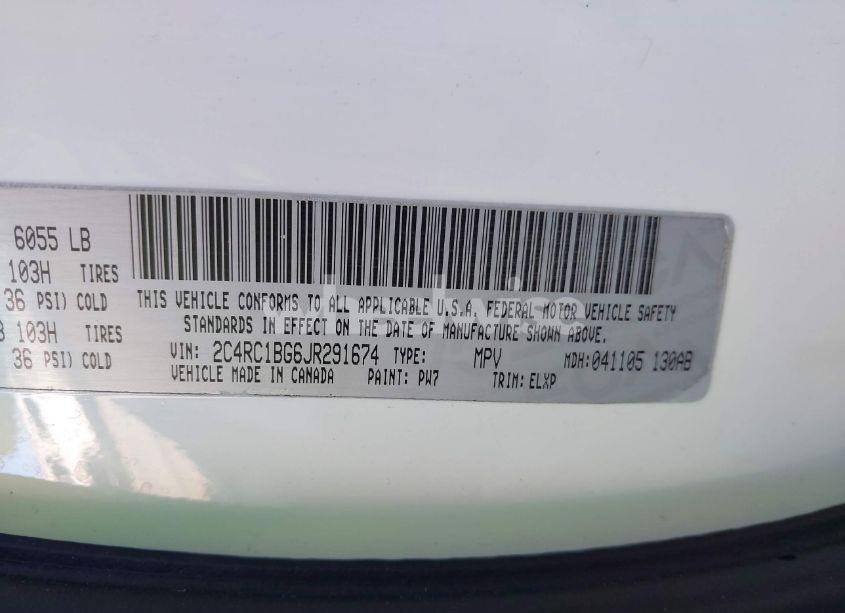 6055 LB
103H TIRES
36 PSI) COLD
103H TIRES
36 PSI) COLD
THIS VEHICLE CONFORMS TO ALL APPLICABLE U.S.A. FEDERAL MOTOR VEHICLE SAFETY
STANDARDS IN EFFECT ON THE DATE OF MANUFACTURE SHOWN ABOVE.
VIN: 2C4RC1BG6JR291674 TYPE: MPV MDH:041105 130AB
VEHICLE MADE IN CANADA PAINT: PW7 TRIM: ELXP